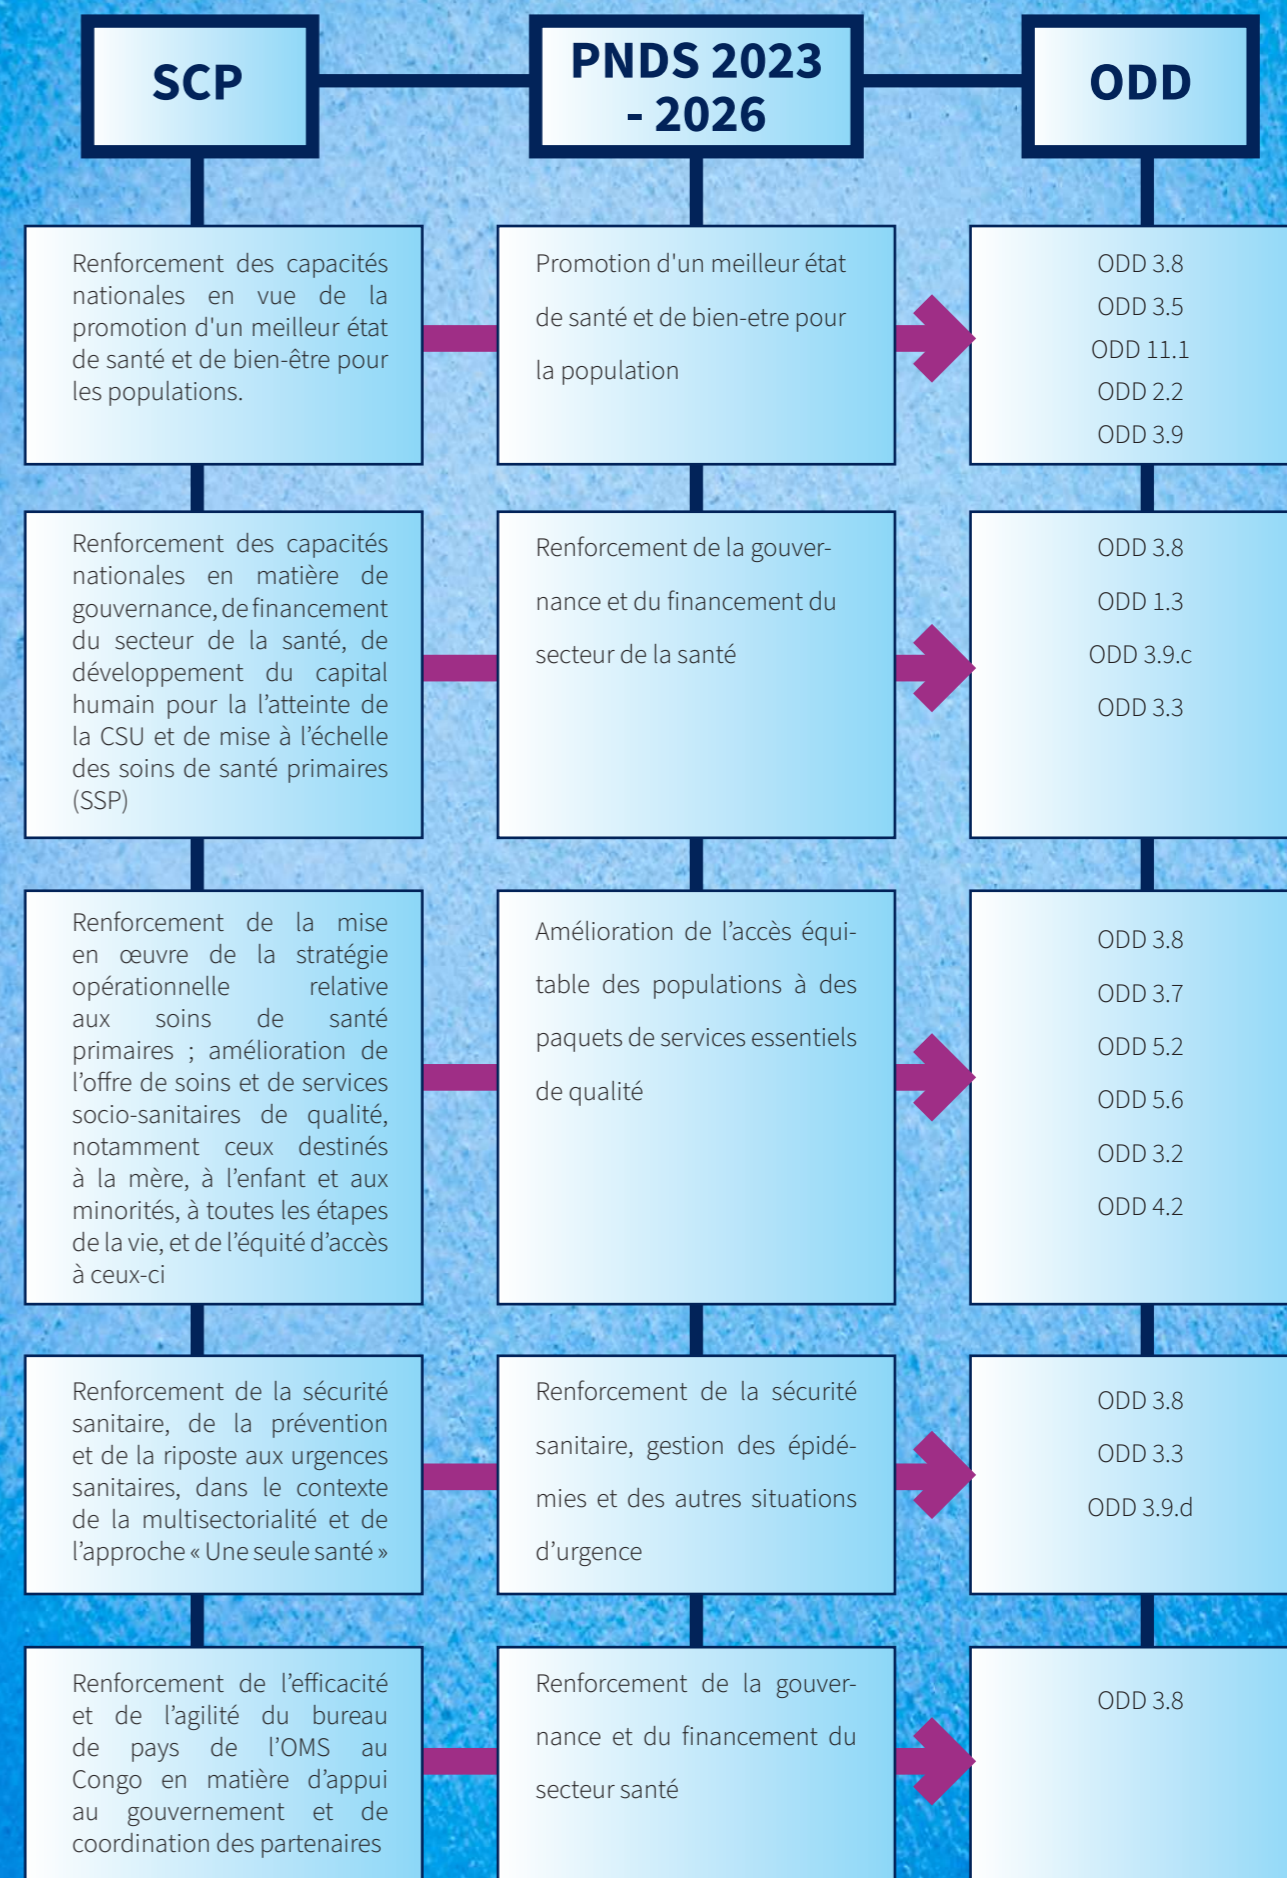 SCP
PNDS 2023
- 2026
ODD
Renforcement des capacités
nationales en vue de la
promotion d'un meilleur état
de santé et de bien-être pour
les populations.
Promotion d'un meilleur état
de santé et de bien-etre pour
la population
ODD 3.8
ODD 3.5
ODD 11.1
ODD 2.2
ODD 3.9
Renforcement des capacités
nationales en matière de
gouvernance, de financement
du secteur de la santé, de
développement du capital
humain pour la l’atteinte de
la CSU et de mise à l’échelle
des soins de santé primaires
(SSP)
Renforcement de la gouver-
nance et du financement du
secteur de la santé
ODD 3.8
ODD 1.3
ODD 3.9.c
ODD 3.3
Renforcement de la mise
en œuvre de la stratégie
opérationnelle relative
aux soins de santé
primaires ; amélioration de
l’offre de soins et de services
socio-sanitaires de qualité,
notamment ceux destinés
à la mère, à l’enfant et aux
minorités, à toutes les étapes
de la vie, et de l’équité d’accès
à ceux-ci
Amélioration de l’accès équi-
table des populations à des
paquets de services essentiels
de qualité
ODD 3.8
ODD 3.7
ODD 5.2
ODD 5.6
ODD 3.2
ODD 4.2
Renforcement de la sécurité
sanitaire, de la prévention
et de la riposte aux urgences
sanitaires, dans le contexte
de la multisectorialité et de
l’approche « Une seule santé »
Renforcement de la sécurité
sanitaire, gestion des épidé-
mies et des autres situations
d’urgence
ODD 3.8
ODD 3.3
ODD 3.9.d
Renforcement de l’efficacité
et de l’agilité du bureau
de pays de l’OMS au
Congo en matière d’appui
au gouvernement et de
coordination des partenaires
Renforcement de la gouver-
nance et du financement du
secteur santé
ODD 3.8